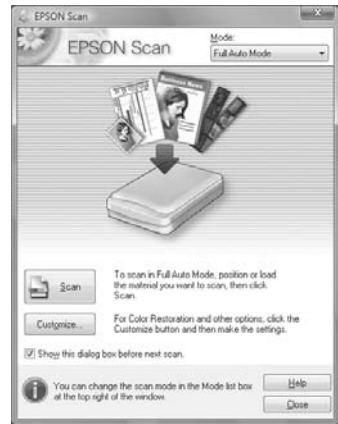 EPSON Scan
EPSON Scan
Mode:
Full Auto Mode
Business News
Scan
To scan in Full Auto Mode, position or load
the material you want to scan, then click
Scan.
Customize...
For Color Restoration and other options, click the
Customize button and then make the settings.
Show this dialog box before next scan.
You can change the scan mode in the Mode list box
at the top right of the window.
Help
Close